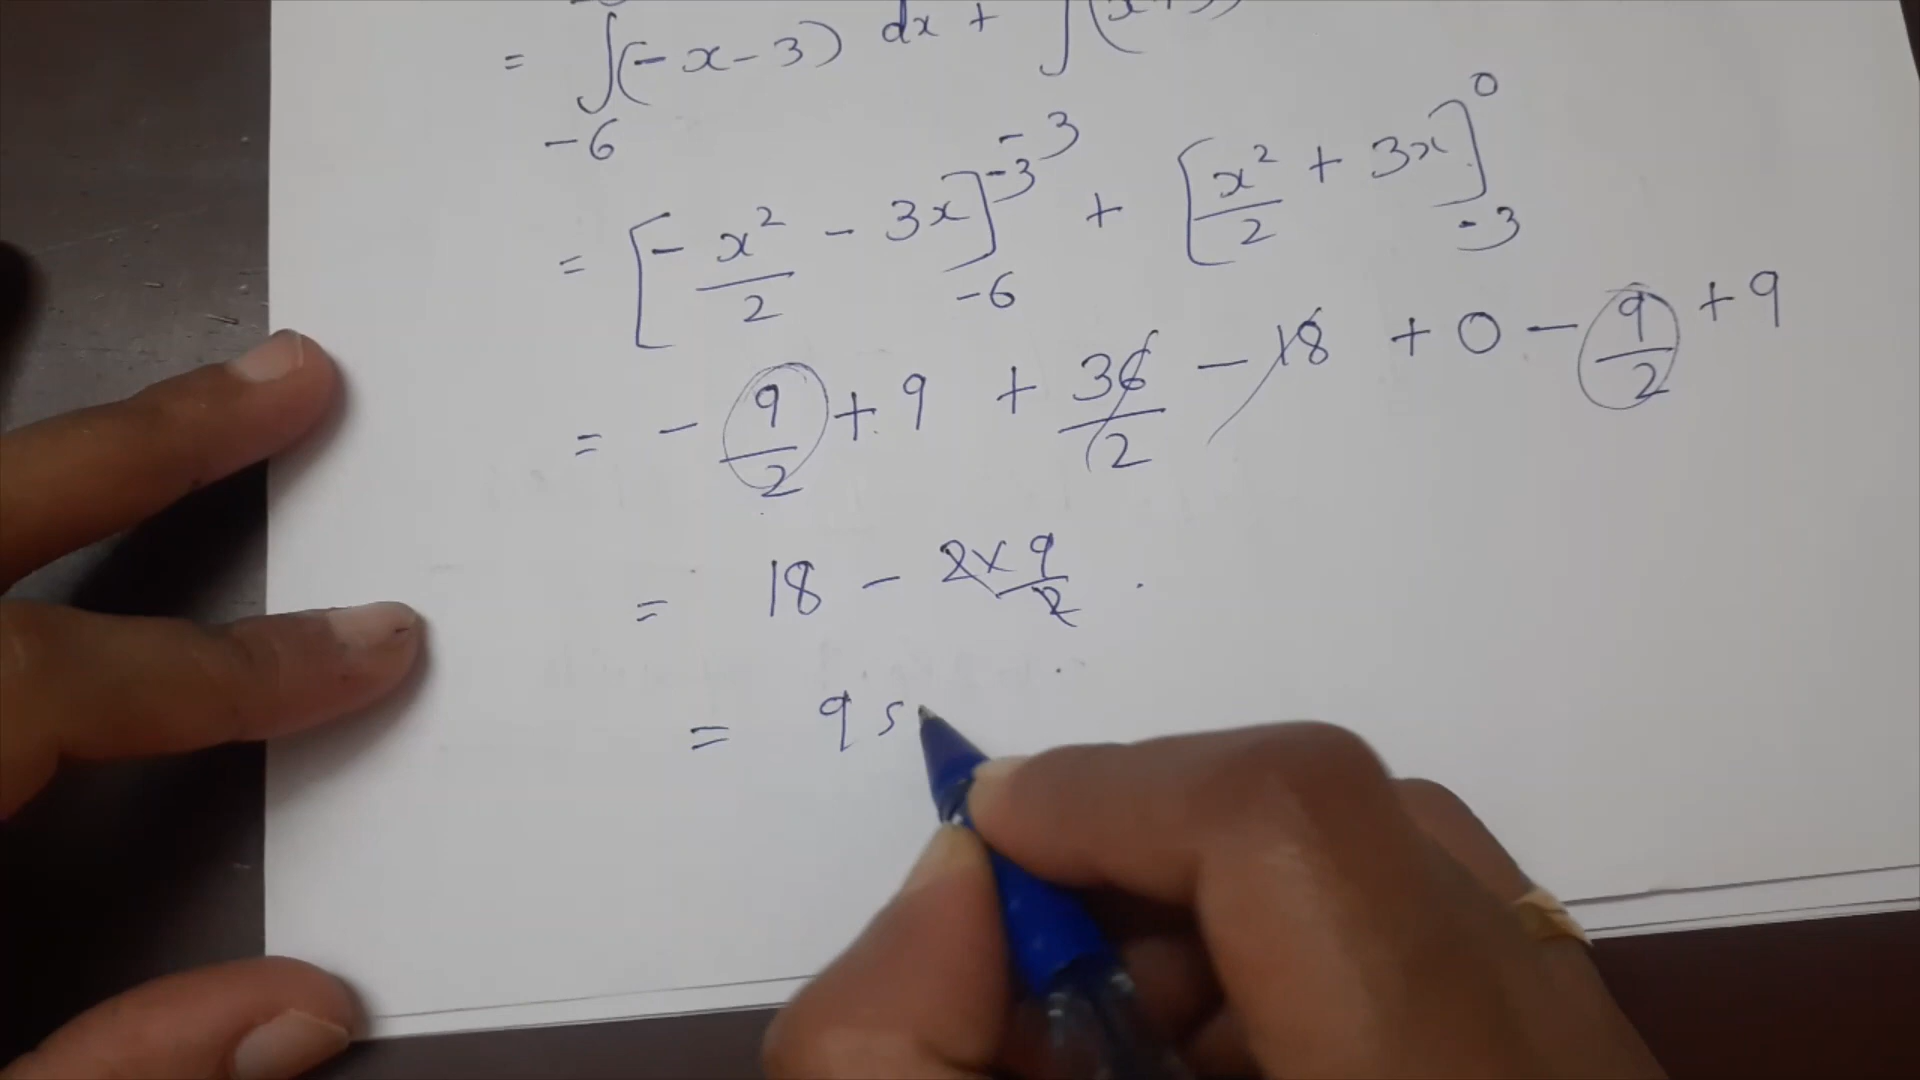 = ∫(-x-3) dx + ∫(x+3)
-6
= [-x²/2 - 3x]-3 -3 -6 + [x²/2 + 3x]0 -3
= - 9/2 + 9 + 36/2 - 18 + 0 - 9/2 + 9
= 18 - 2×9/2
= 9 s